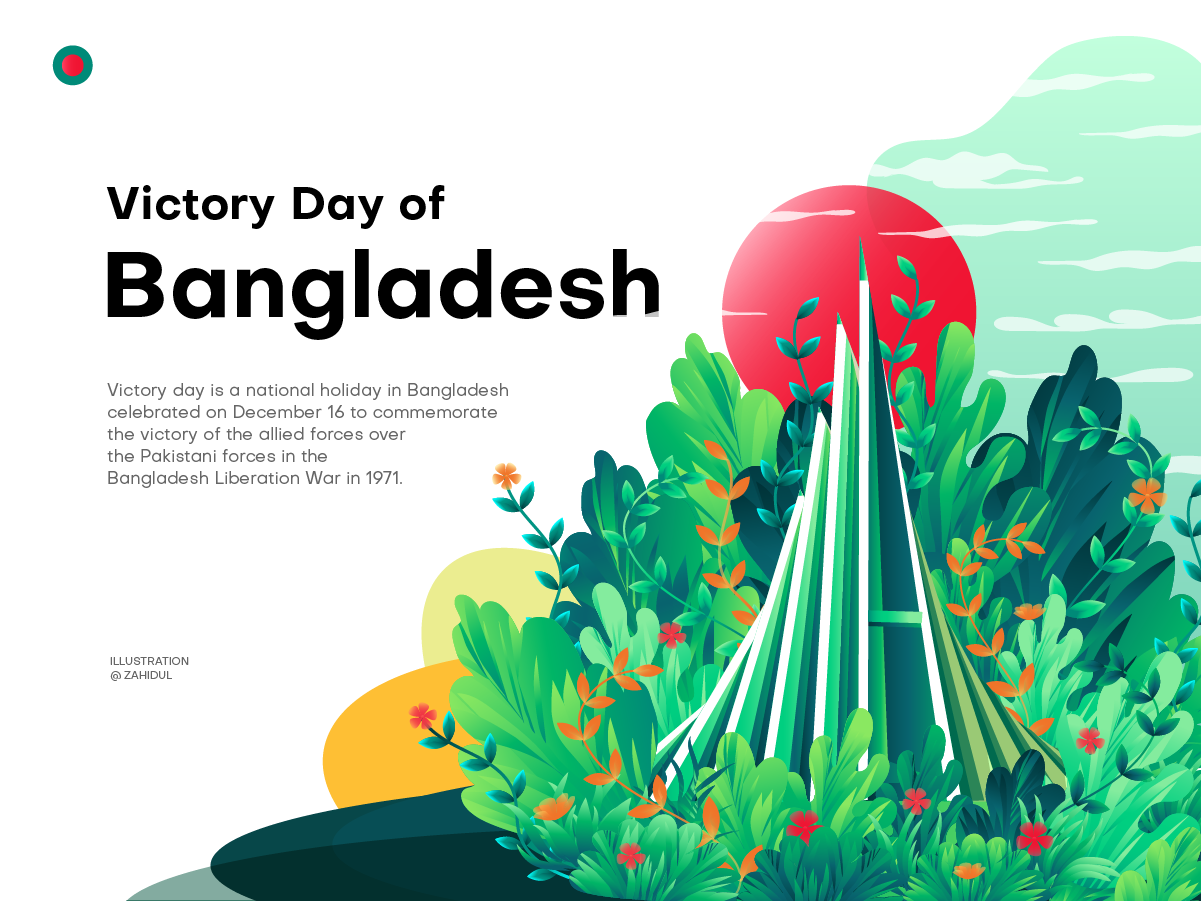 Victory Day of
Bangladesh
Victory day is a national holiday in Bangladesh
celebrated on December 16 to commemorate
the victory of the allied forces over
the Pakistani forces in the
Bangladesh Liberation War in 1971.
ILLUSTRATION
@ ZAHIDUL